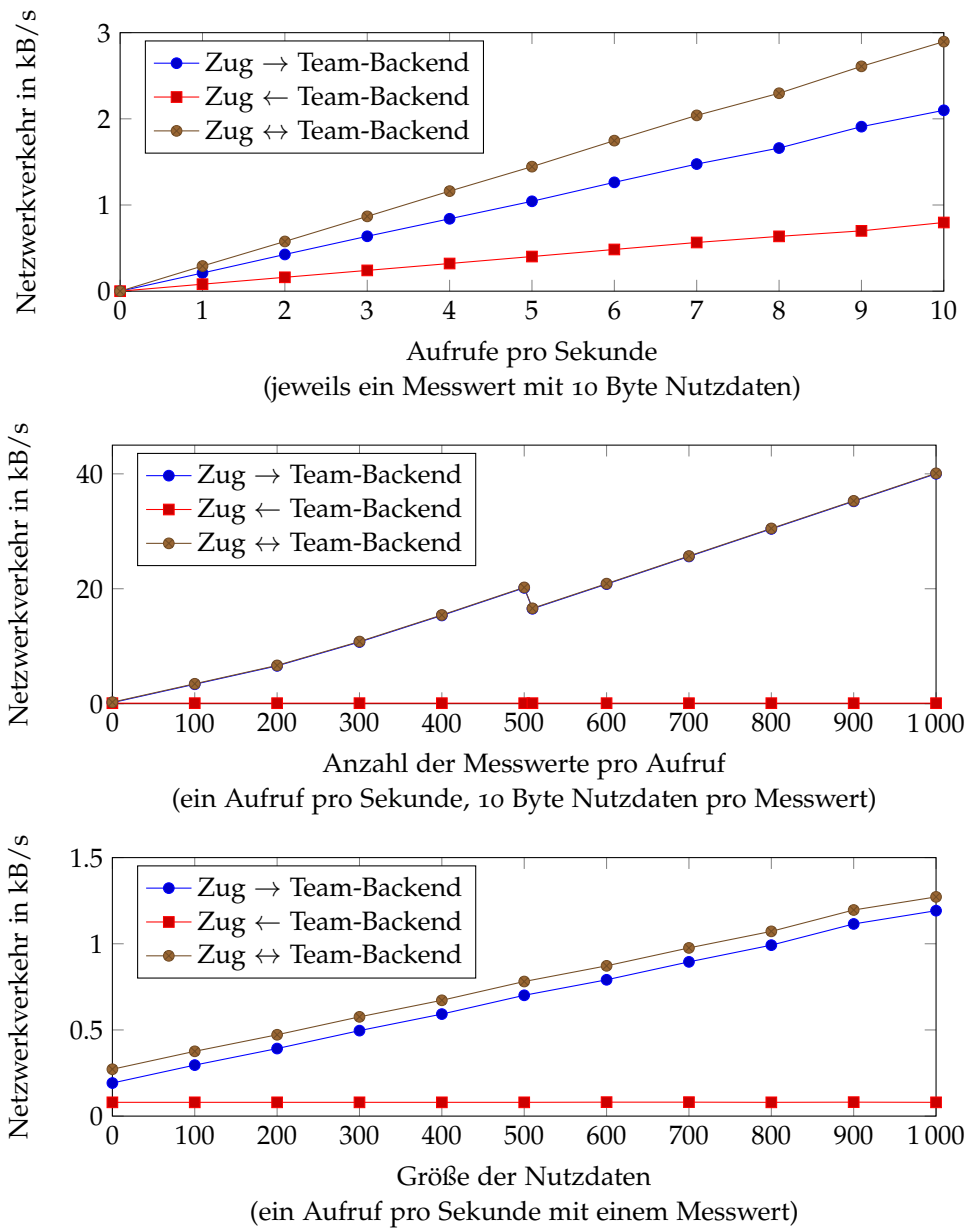 Netzwerkverkehr in kB/s
3
2
1
0
Zug → Team-Backend
Zug ← Team-Backend
Zug ↔ Team-Backend
0 1 2 3 4 5 6 7 8 9 10
Aufrufe pro Sekunde
(jeweils ein Messwert mit 10 Byte Nutzdaten)
Netzwerkverkehr in kB/s
40
20
0
Zug → Team-Backend
Zug ← Team-Backend
Zug ↔ Team-Backend
0 100 200 300 400 500 600 700 800 900 1 000
Anzahl der Messwerte pro Aufruf
(ein Aufruf pro Sekunde, 10 Byte Nutzdaten pro Messwert)
Netzwerkverkehr in kB/s
1.5
1
0.5
0
Zug → Team-Backend
Zug ← Team-Backend
Zug ↔ Team-Backend
0 100 200 300 400 500 600 700 800 900 1 000
Größe der Nutzdaten
(ein Aufruf pro Sekunde mit einem Messwert)